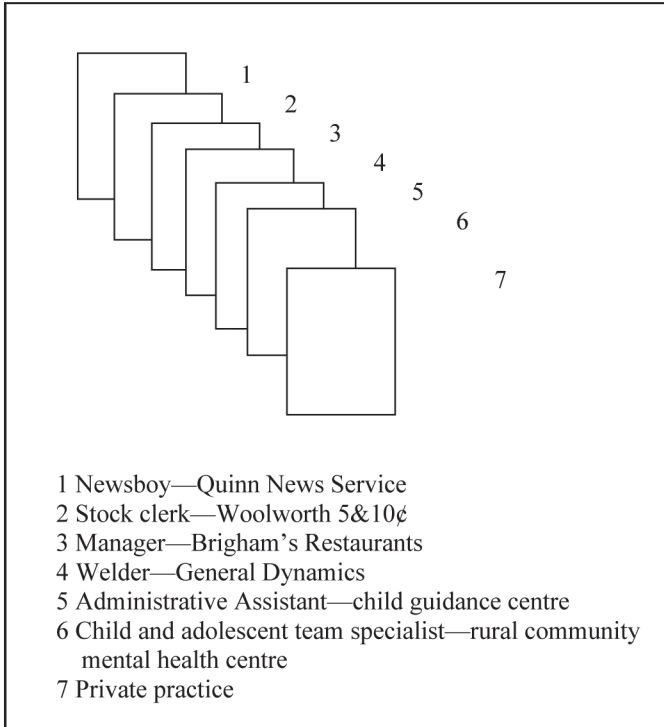 1
2
3
4
5
6
7
1 Newsboy—Quinn News Service
2 Stock clerk—Woolworth 5&10¢
3 Manager—Brigham’s Restaurants
4 Welder—General Dynamics
5 Administrative Assistant—child guidance centre
6 Child and adolescent team specialist—rural community
mental health centre
7 Private practice